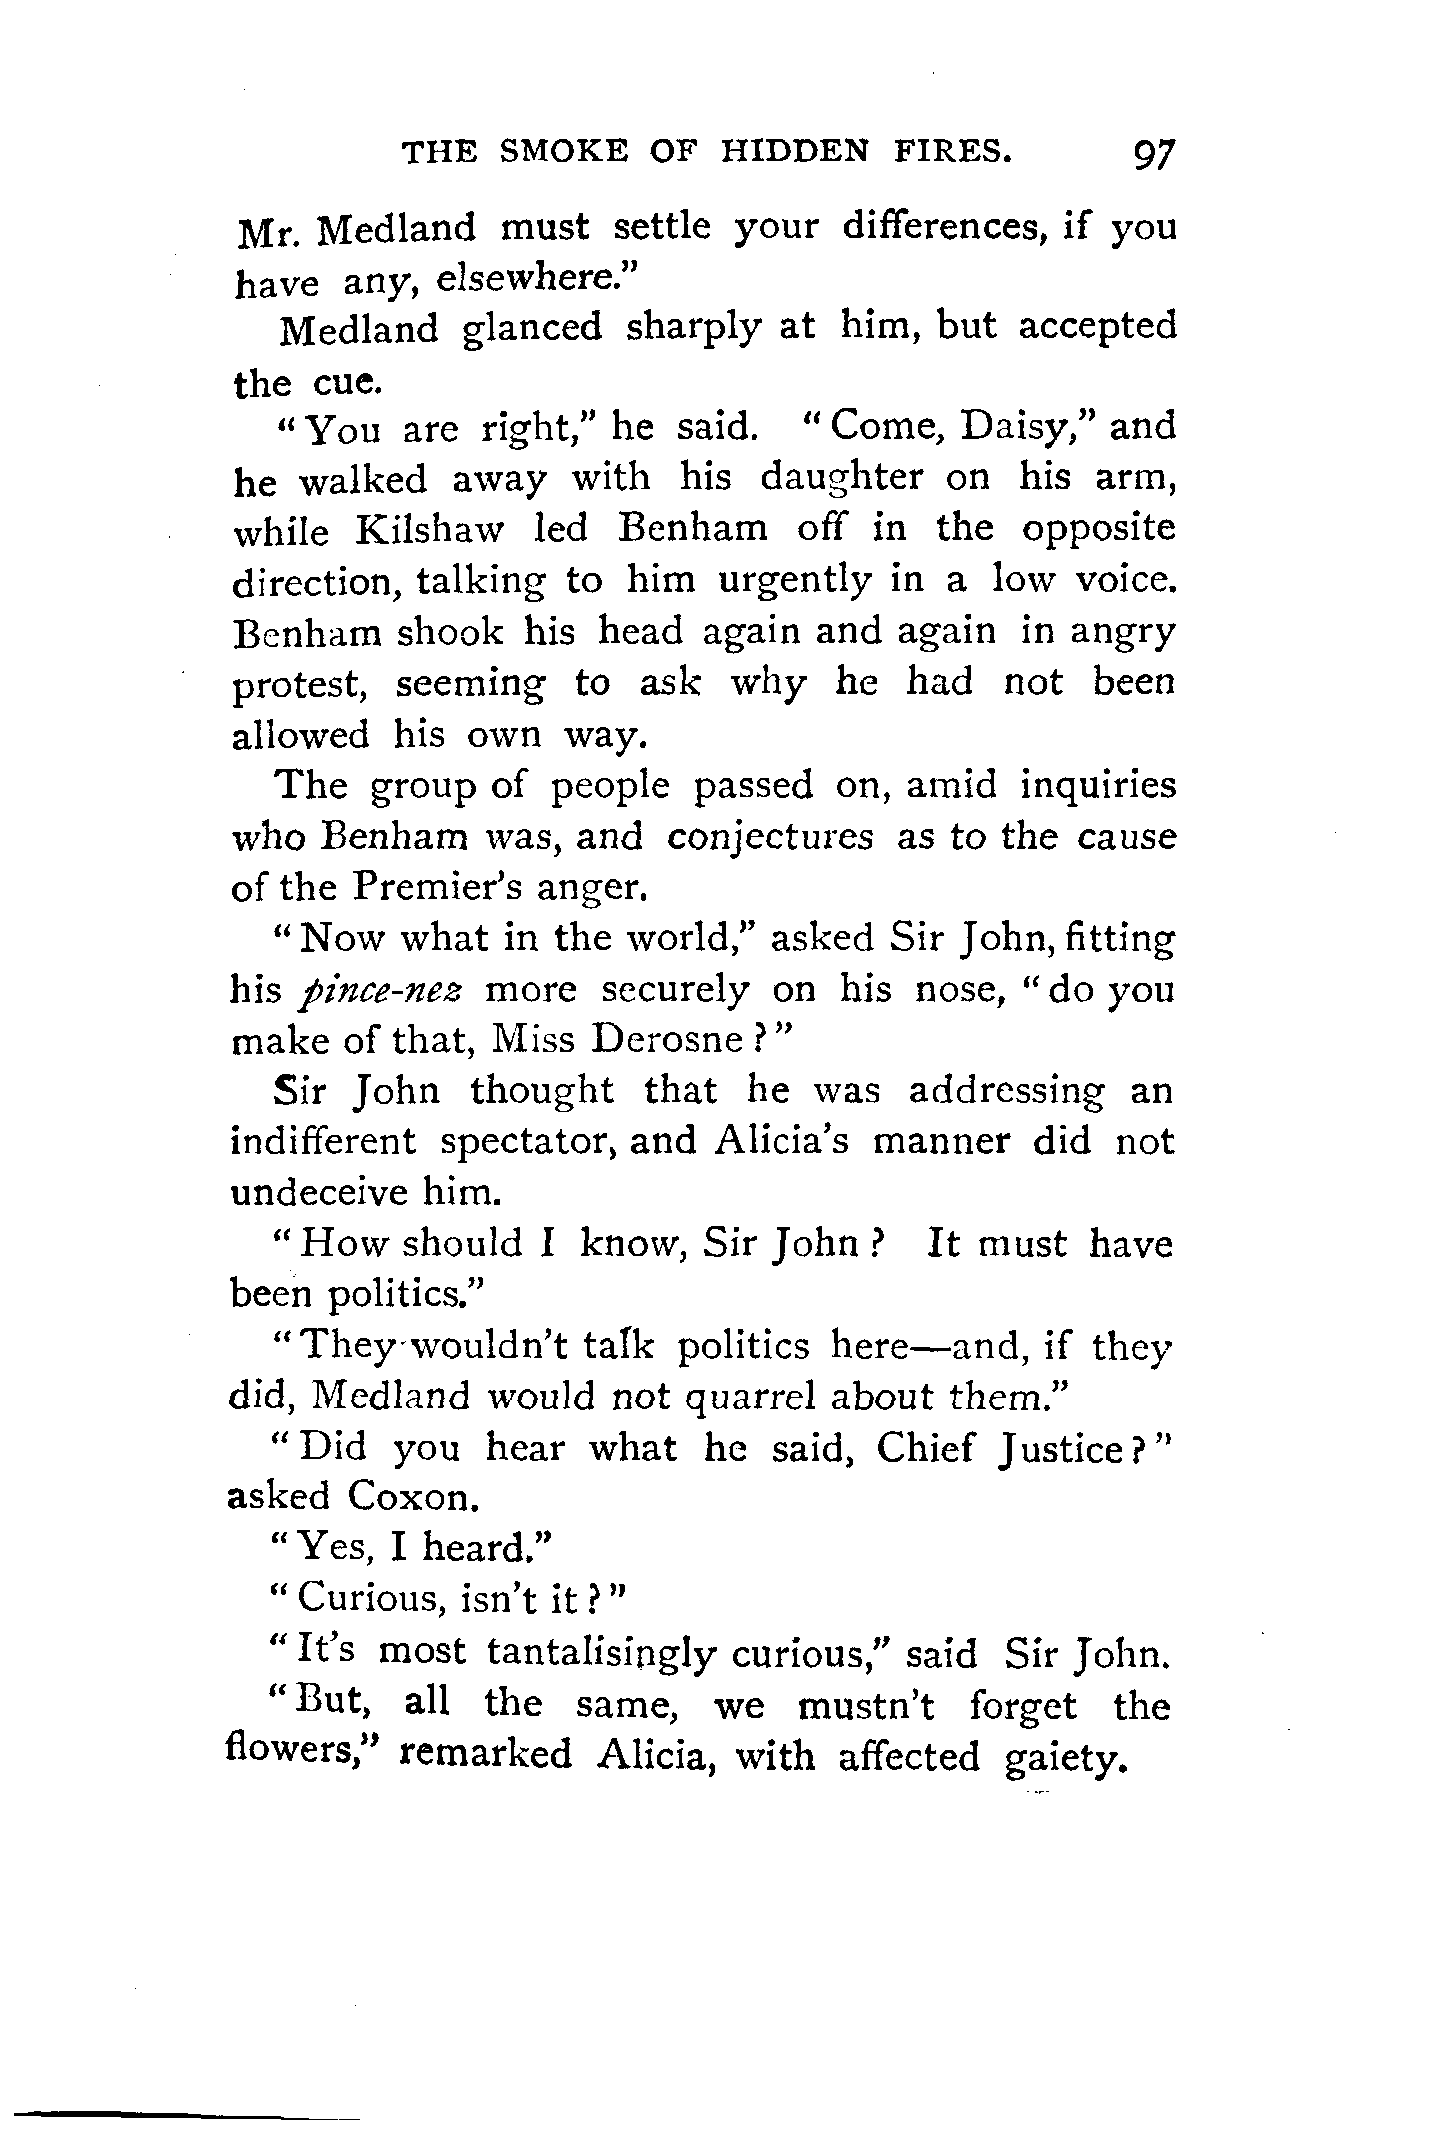 THE SMOKE OF HIDDEN FIRES. 97
Mr. Medland must settle your differences, if you
have any, elsewhere."
Medland glanced sharply at him, but accepted
the cue.
"You are right," he said. "Come, Daisy," and
he walked away with his daughter on his arm,
while Kilshaw led Benham off in the opposite
direction, talking to him urgently in a low voice.
Benham shook his head again and again in angry
protest, seeming to ask why he had not been
allowed his own way.
The group of people passed on, amid inquiries
who Benham was, and conjectures as to the cause
of the Premier's anger.
"Now what in the world," asked Sir John, fitting
his pince-nez more securely on his nose, "do you
make of that, Miss Derosne?"
Sir John thought that he was addressing an
indifferent spectator, and Alicia's manner did not
undeceive him.
"How should I know, Sir John? It must have
been politics."
"They wouldn't talk politics here—and, if they
did, Medland would not quarrel about them."
"Did you hear what he said, Chief Justice?"
asked Coxon.
"Yes, I heard."
"Curious, isn't it?"
"It's most tantalisingly curious," said Sir John.
"But, all the same, we mustn't forget the
flowers," remarked Alicia, with affected gaiety.